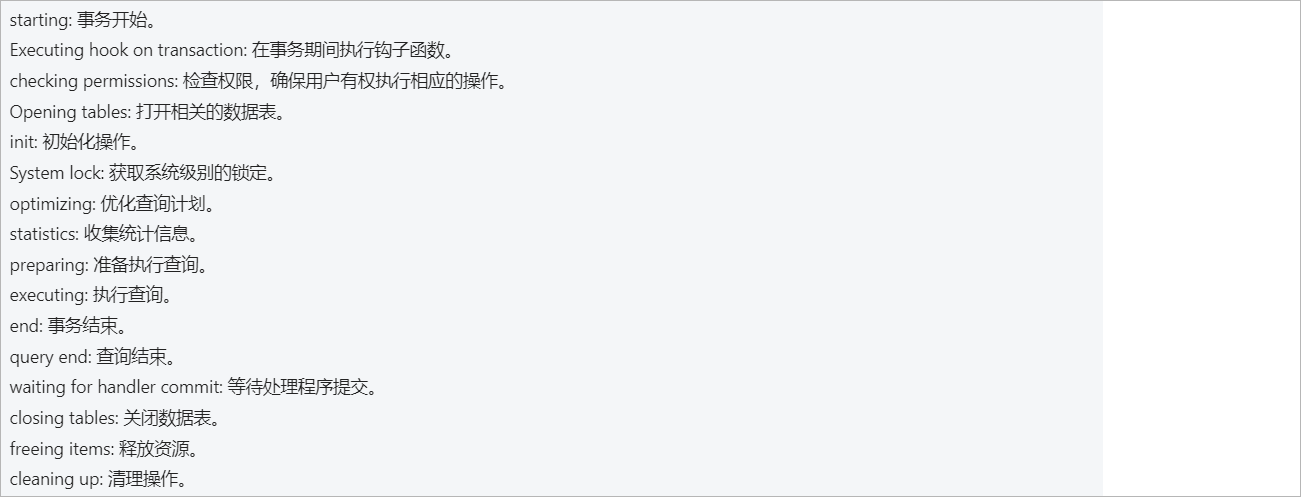 starting: 事务开始。
Executing hook on transaction: 在事务期间执行钩子函数。
checking permissions: 检查权限，确保用户有权执行相应的操作。
Opening tables: 打开相关的数据表。
init: 初始化操作。
System lock: 获取系统级别的锁定。
optimizing: 优化查询计划。
statistics: 收集统计信息。
preparing: 准备执行查询。
executing: 执行查询。
end: 事务结束。
query end: 查询结束。
waiting for handler commit: 等待处理程序提交。
closing tables: 关闭数据表。
freeing items: 释放资源。
cleaning up: 清理操作。